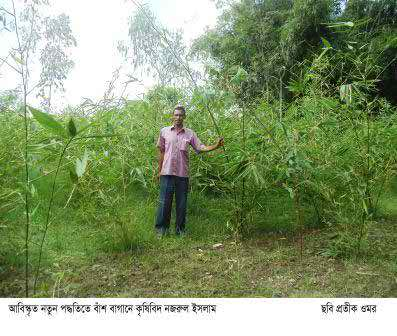 আবিষ্কৃত নতুন পদ্ধতিতে বাঁশ বাগানে কৃষিবিদ নজরুল ইসলাম ছবি প্রতীক ওমর